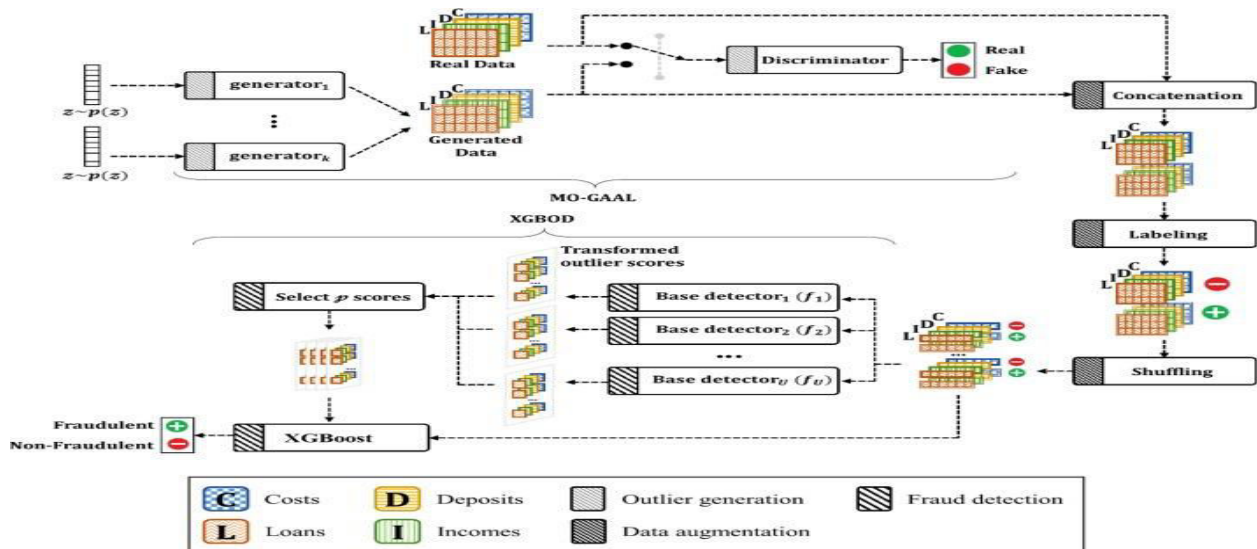 C
D
I
L
Real Data
Discriminator
Real
Fake
z~p(z)
generator₁
...
C
D
I
L
Generated
Data
Concatenation
z~p(z)
generatorₖ
C
D
I
L
MO-GAAL
XGBOD
Labeling
Transformed
outlier scores
C
D
I
L
Select p scores
...
Base detector₁ (f₁)
...
Base detector₂ (f₂)
...
C
D
I
L
...
Base detector_U (f_U)
Shuffling
Fraudulent
Non-Fraudulent
XGBoost
C Costs
D Deposits
Outlier generation
Fraud detection
L Loans
I Incomes
Data augmentation